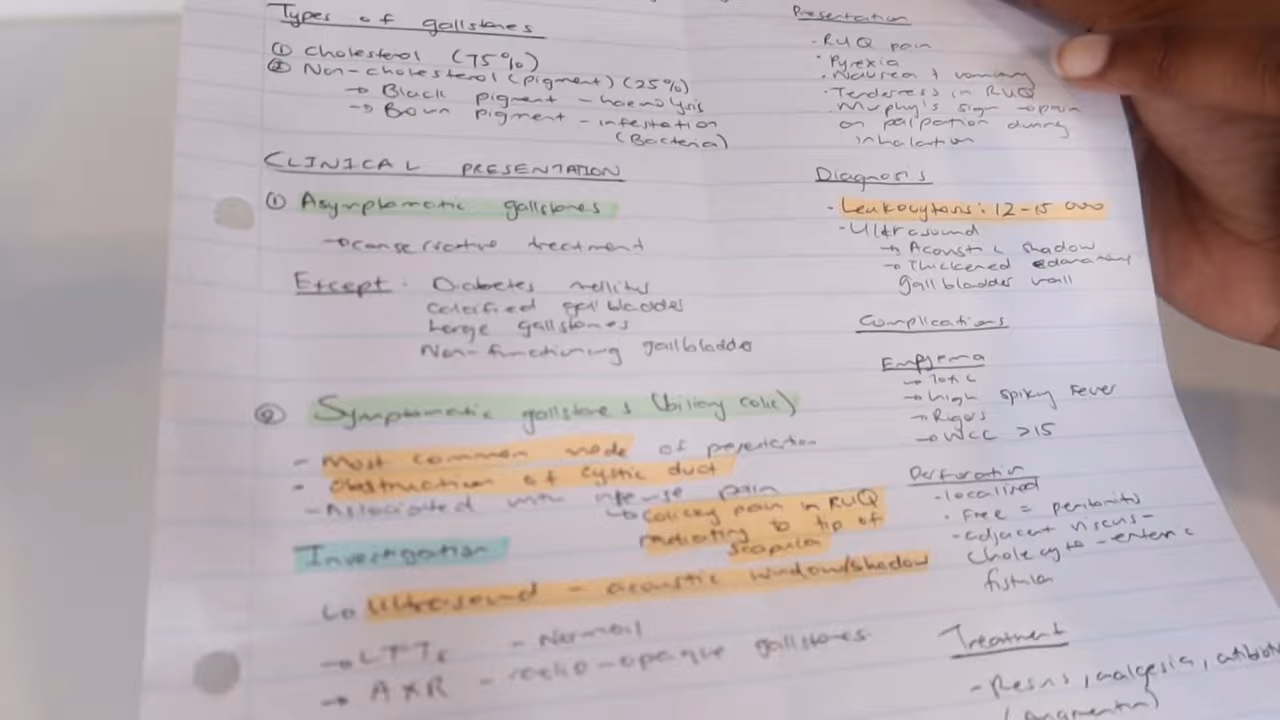 Types of gallstones
① Cholesterol (75%)
② Non-cholesterol (pigment) (25%)
→ Black pigment - haemolysis
→ Brown pigment - infestation
(Bacteria)
CLINICAL PRESENTATION
① Asymptomatic gallstones
→ conservative treatment
Except: Diabetes mellitus
calcified gallbladder
Large gallstones
Non-functioning gallbladder
② Symptomatic gallstones (biliary colic)
- Most common mode of presentation
- Obstruction of cystic duct
- Associated with intense pain
↳ colicky pain in RUQ
radiating to tip of
scapula
Investigation
↳ Ultrasound - acoustic window/shadow
→ LFTs - Normal
→ AXR - radio-opaque gallstones
Presentation
· RUQ pain
· Pyrexia
· Nausea + vomiting
· Tenderness in RUQ
· Murphy's sign → pain
on palpation during
inhalation
Diagnosis
- Leukocytosis: 12-15 000
- Ultrasound
→ Acoustic shadow
→ Thickened edematous
gallbladder wall
Complications
Empyema
→ Toxic
→ High spiky fever
→ Rigors
→ WCC >15
Perforation
· localised
· Free = peritonitis
- adjacent viscus -
cholecysto-enteric
fistula
Treatment
- Resus, analgesia,